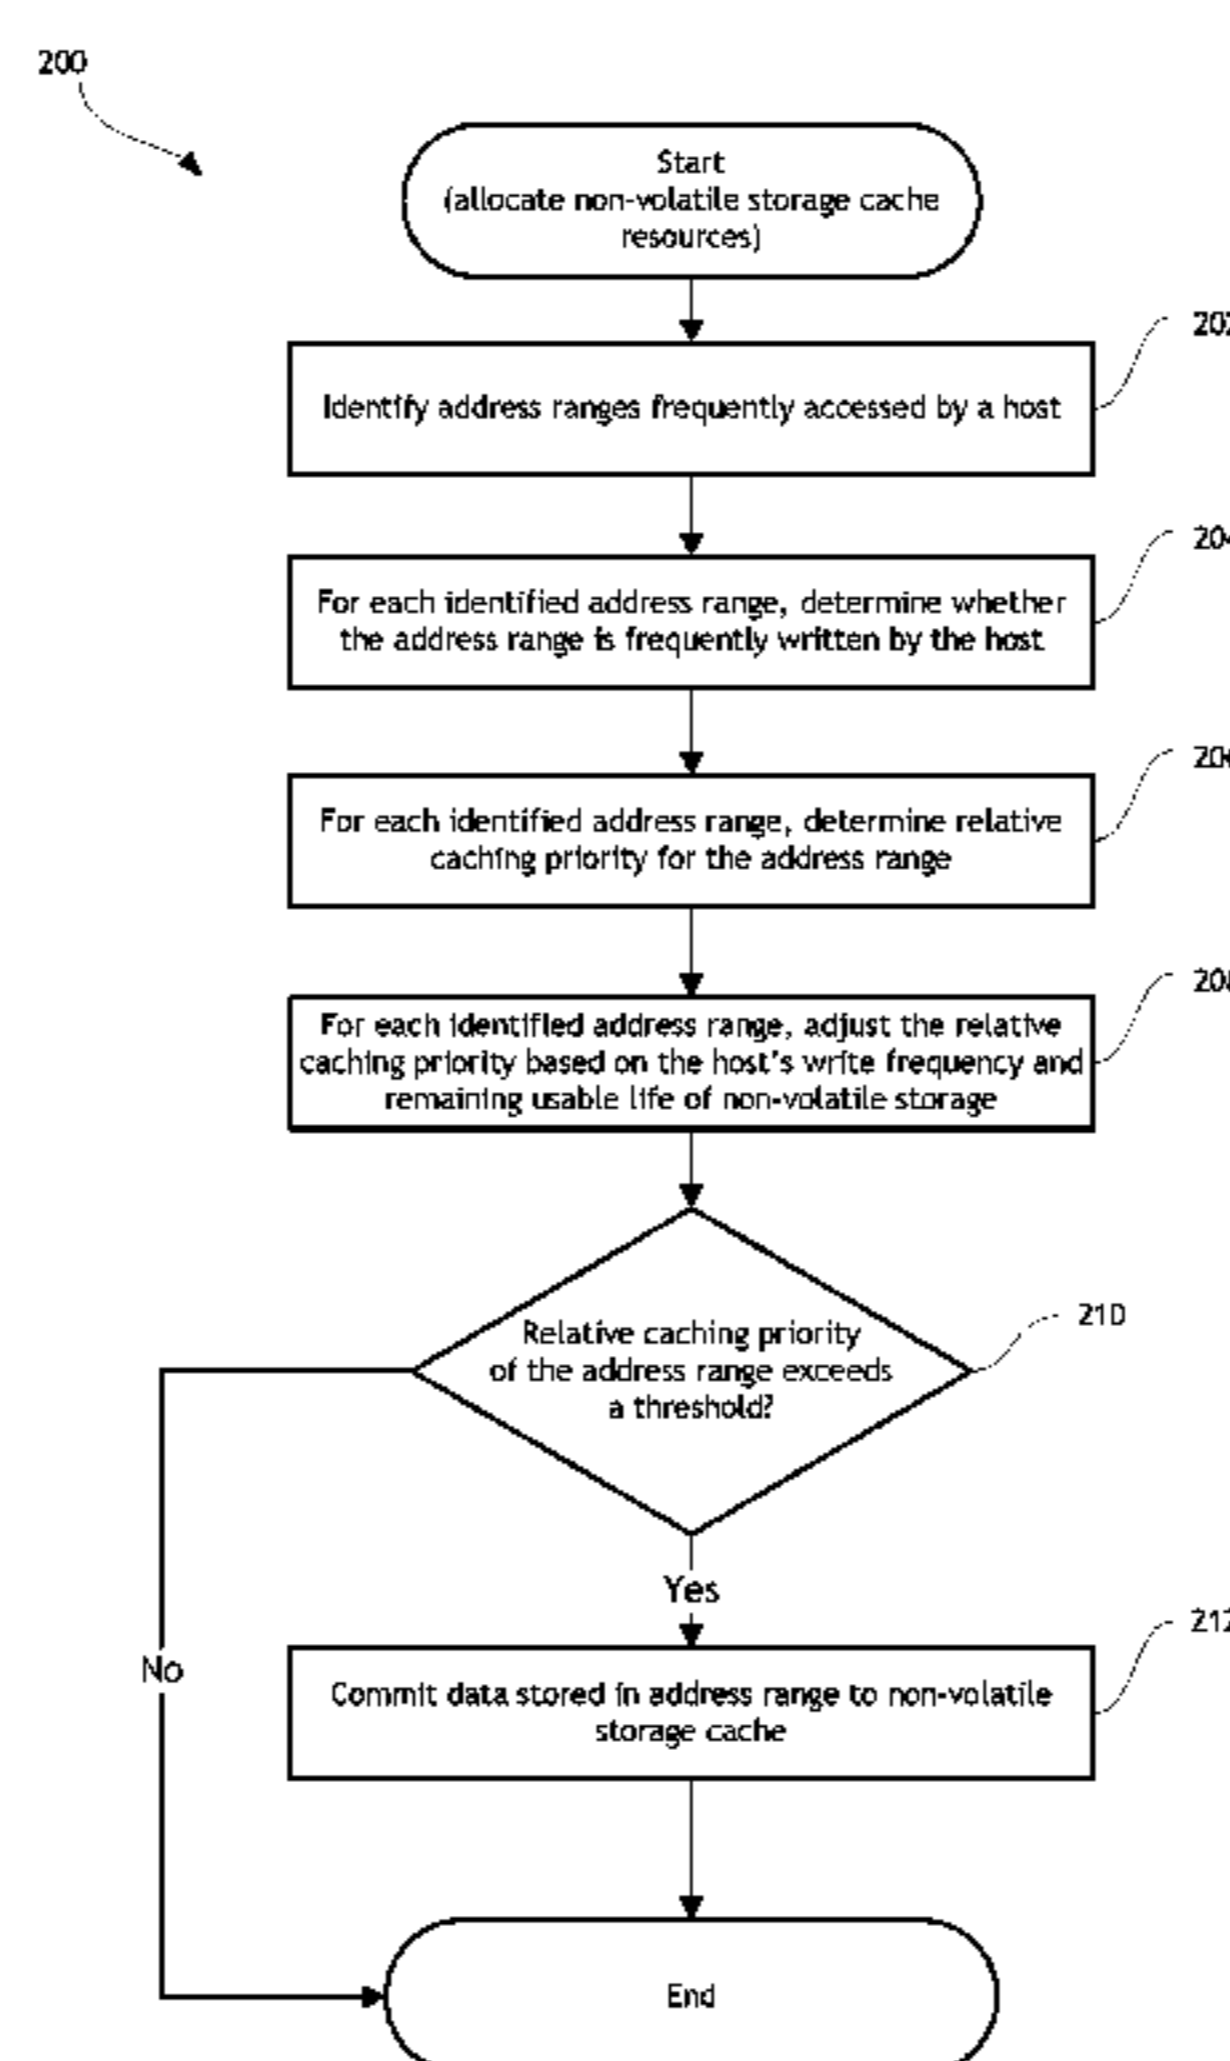 200
Start
(allocate non-volatile storage cache
resources)
Identify address ranges frequently accessed by a host
For each identified address range, determine whether
the address range is frequently written by the host
For each identified address range, determine relative
caching priority for the address range
For each identified address range, adjust the relative
caching priority based on the host's write frequency and
remaining usable life of non-volatile storage
Relative caching priority
of the address range exceeds
a threshold?
210
Yes
No
Commit data stored in address range to non-volatile
storage cache
End